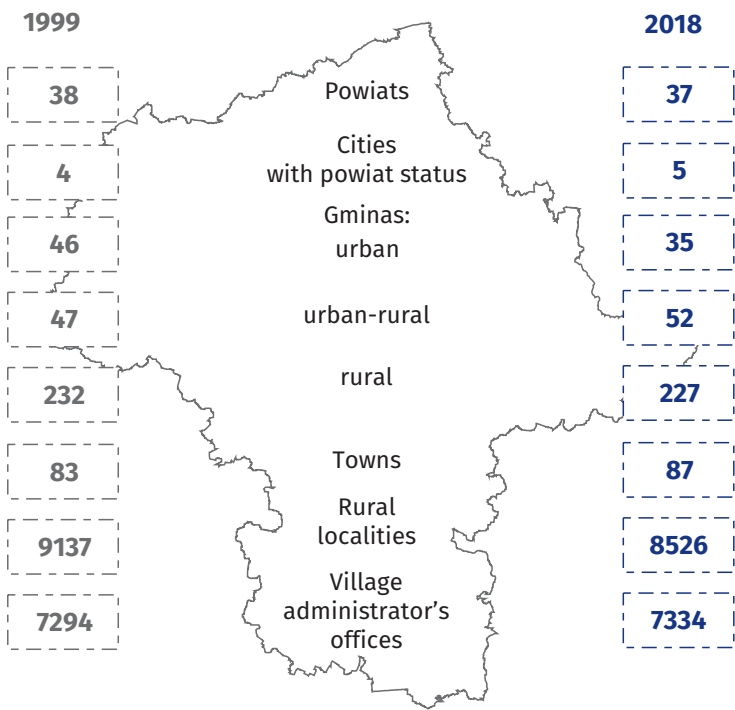 1999 2018
38 Powiats 37
Cities
4 with powiat status 5
Gminas:
46 urban 35
47 urban-rural 52
232 rural 227
83 Towns 87
Rural
9137 localities 8526
Village
7294 administrator's 7334
offices